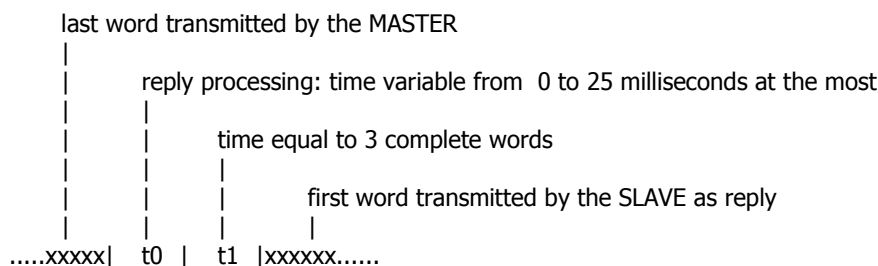 last word transmitted by the MASTER
|
| reply processing: time variable from 0 to 25 milliseconds at the most
| |
| | time equal to 3 complete words
| | |
| | | first word transmitted by the SLAVE as reply
| | | |
.....xxxxx| t0 | t1 |xxxxxx......